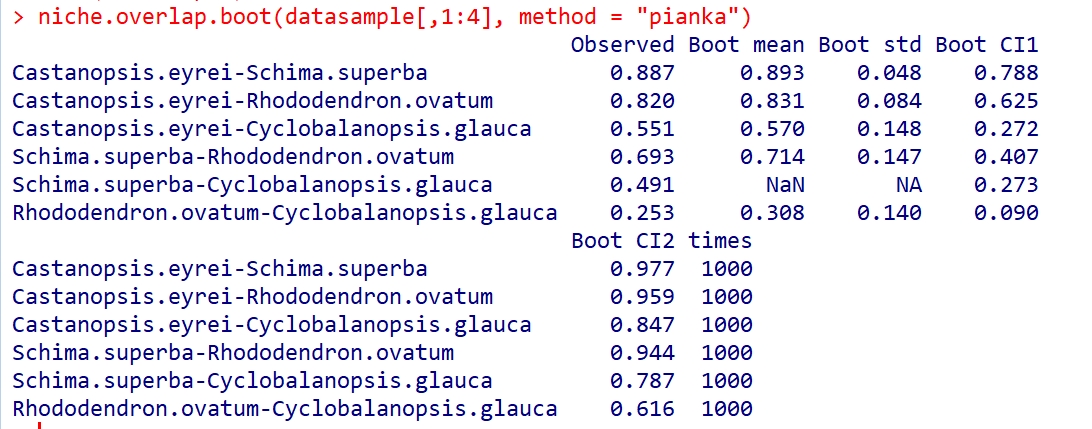 > niche.overlap.boot(datasample[,1:4], method = "pianka")
Observed Boot mean Boot std Boot CI1
Castanopsis.eyrei-Schima.superba 0.887 0.893 0.048 0.788
Castanopsis.eyrei-Rhododendron.ovatum 0.820 0.831 0.084 0.625
Castanopsis.eyrei-Cyclobalanopsis.glauca 0.551 0.570 0.148 0.272
Schima.superba-Rhododendron.ovatum 0.693 0.714 0.147 0.407
Schima.superba-Cyclobalanopsis.glauca 0.491 NaN NA 0.273
Rhododendron.ovatum-Cyclobalanopsis.glauca 0.253 0.308 0.140 0.090
Boot CI2 times
Castanopsis.eyrei-Schima.superba 0.977 1000
Castanopsis.eyrei-Rhododendron.ovatum 0.959 1000
Castanopsis.eyrei-Cyclobalanopsis.glauca 0.847 1000
Schima.superba-Rhododendron.ovatum 0.944 1000
Schima.superba-Cyclobalanopsis.glauca 0.787 1000
Rhododendron.ovatum-Cyclobalanopsis.glauca 0.616 1000